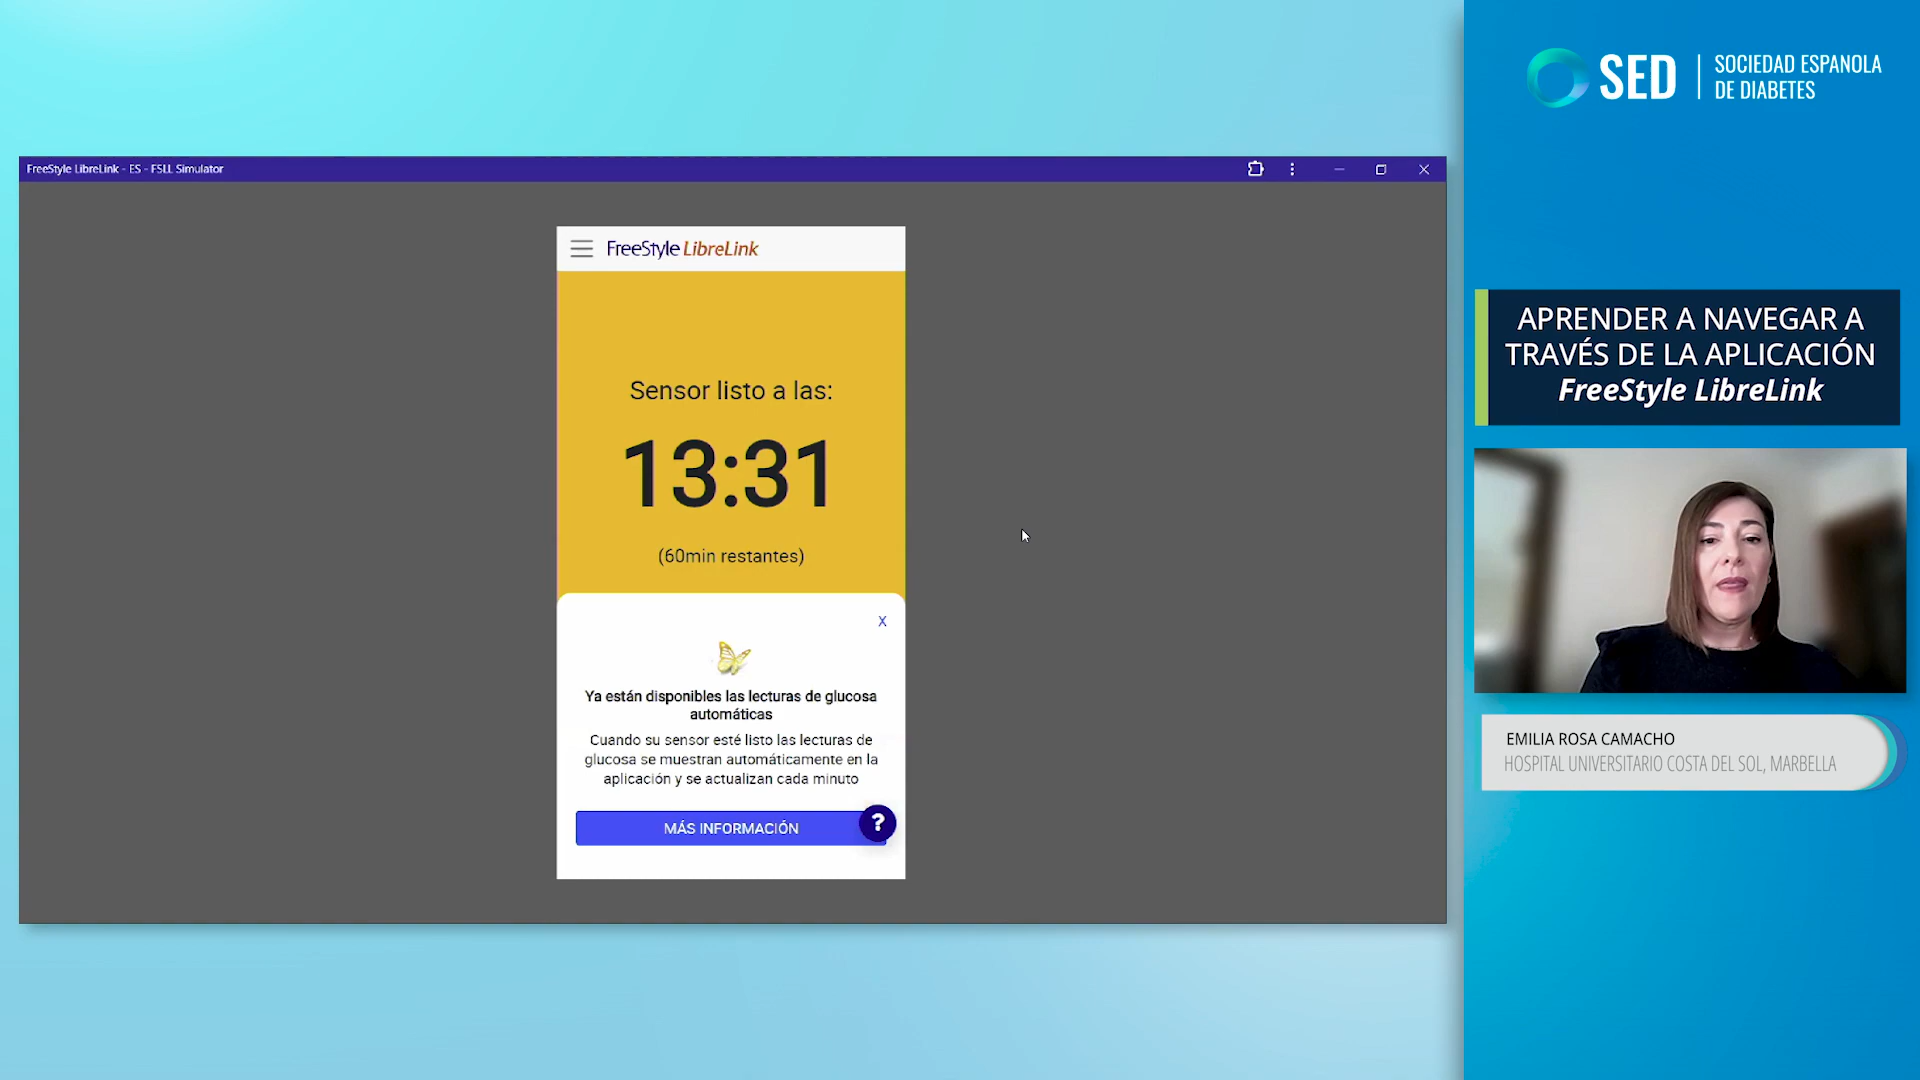 FreeStyle LibreLink - ES - FSLL Simulator
FreeStyle LibreLink
Sensor listo a las:
13:31
(60min restantes)
X
Ya están disponibles las lecturas de glucosa
automáticas
Cuando su sensor esté listo las lecturas de
glucosa se muestran automáticamente en la
aplicación y se actualizan cada minuto
MÁS INFORMACIÓN
?
SED
SOCIEDAD ESPAÑOLA
DE DIABETES
APRENDER A NAVEGAR A
TRAVÉS DE LA APLICACIÓN
FreeStyle LibreLink
EMILIA ROSA CAMACHO
HOSPITAL UNIVERSITARIO COSTA DEL SOL, MARBELLA